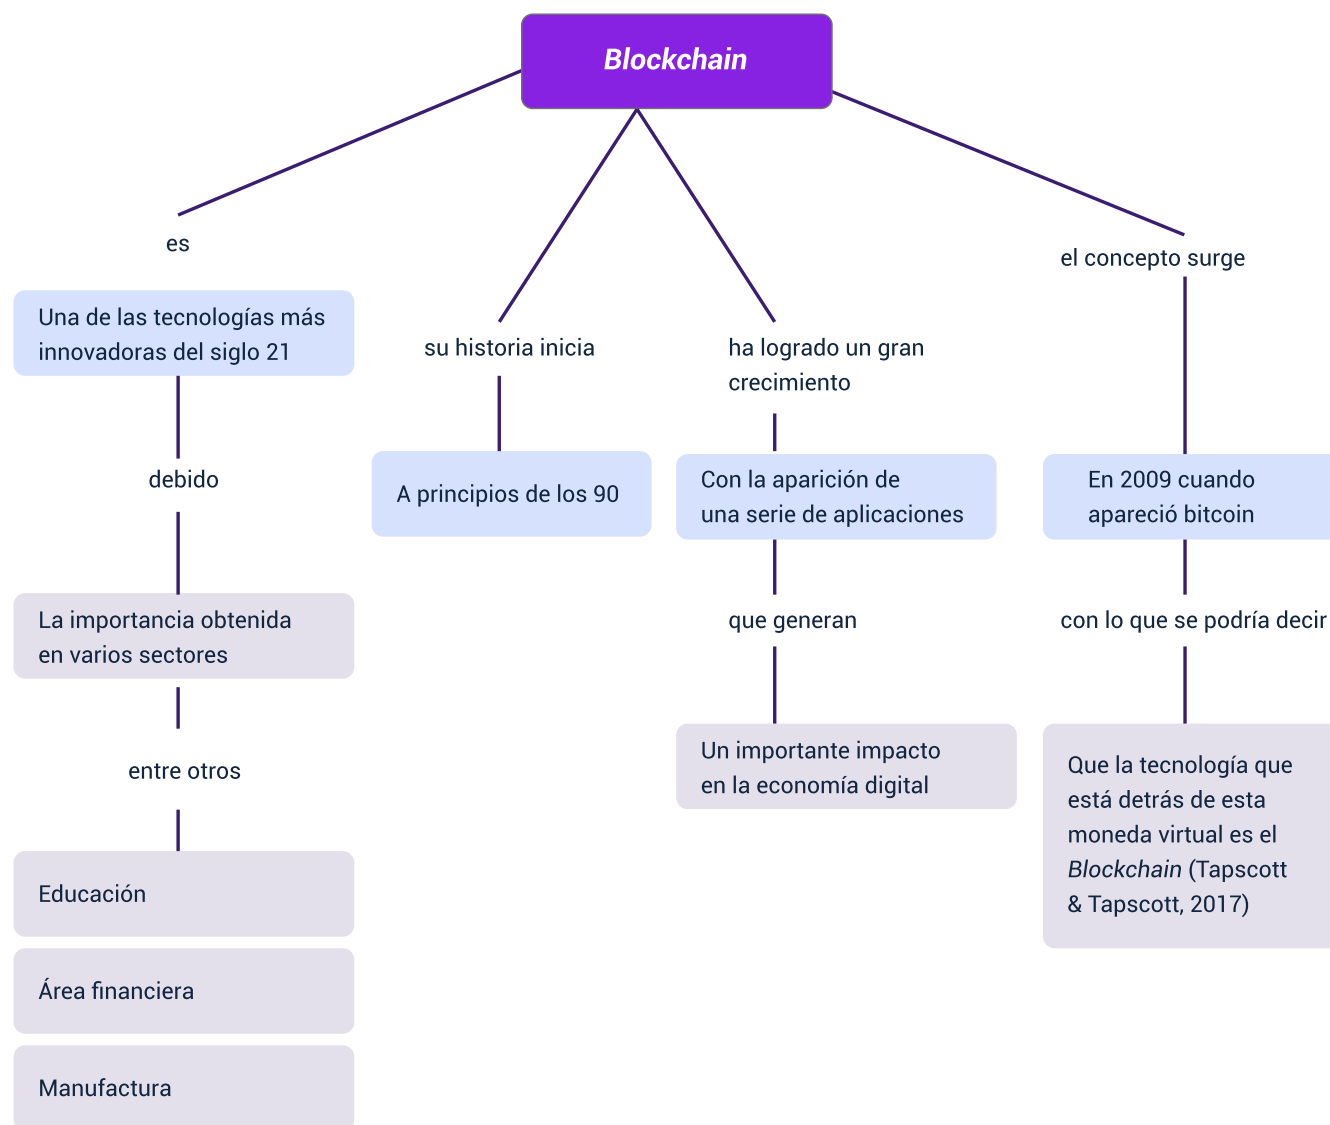 Blockchain
es
Una de las tecnologías más
innovadoras del siglo 21
debido
La importancia obtenida
en varios sectores
entre otros
Educación
Área financiera
Manufactura
su historia inicia
A principios de los 90
ha logrado un gran
crecimiento
Con la aparición de
una serie de aplicaciones
que generan
Un importante impacto
en la economía digital
el concepto surge
En 2009 cuando
apareció bitcoin
con lo que se podría decir
Que la tecnología que
está detrás de esta
moneda virtual es el
Blockchain (Tapscott
& Tapscott, 2017)